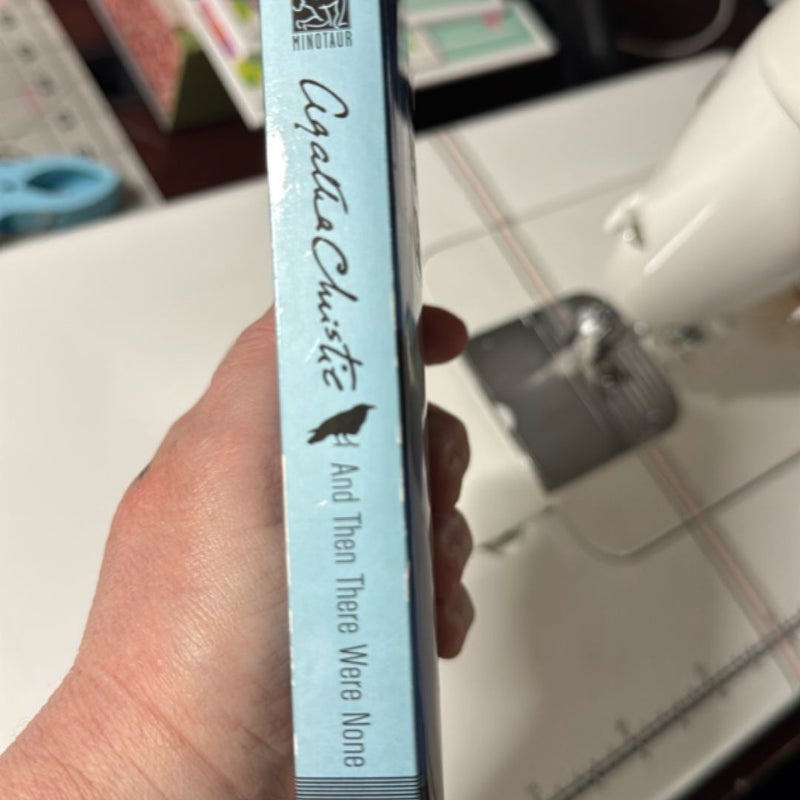 MINOTAUR
Agatha Christie
And Then There Were None